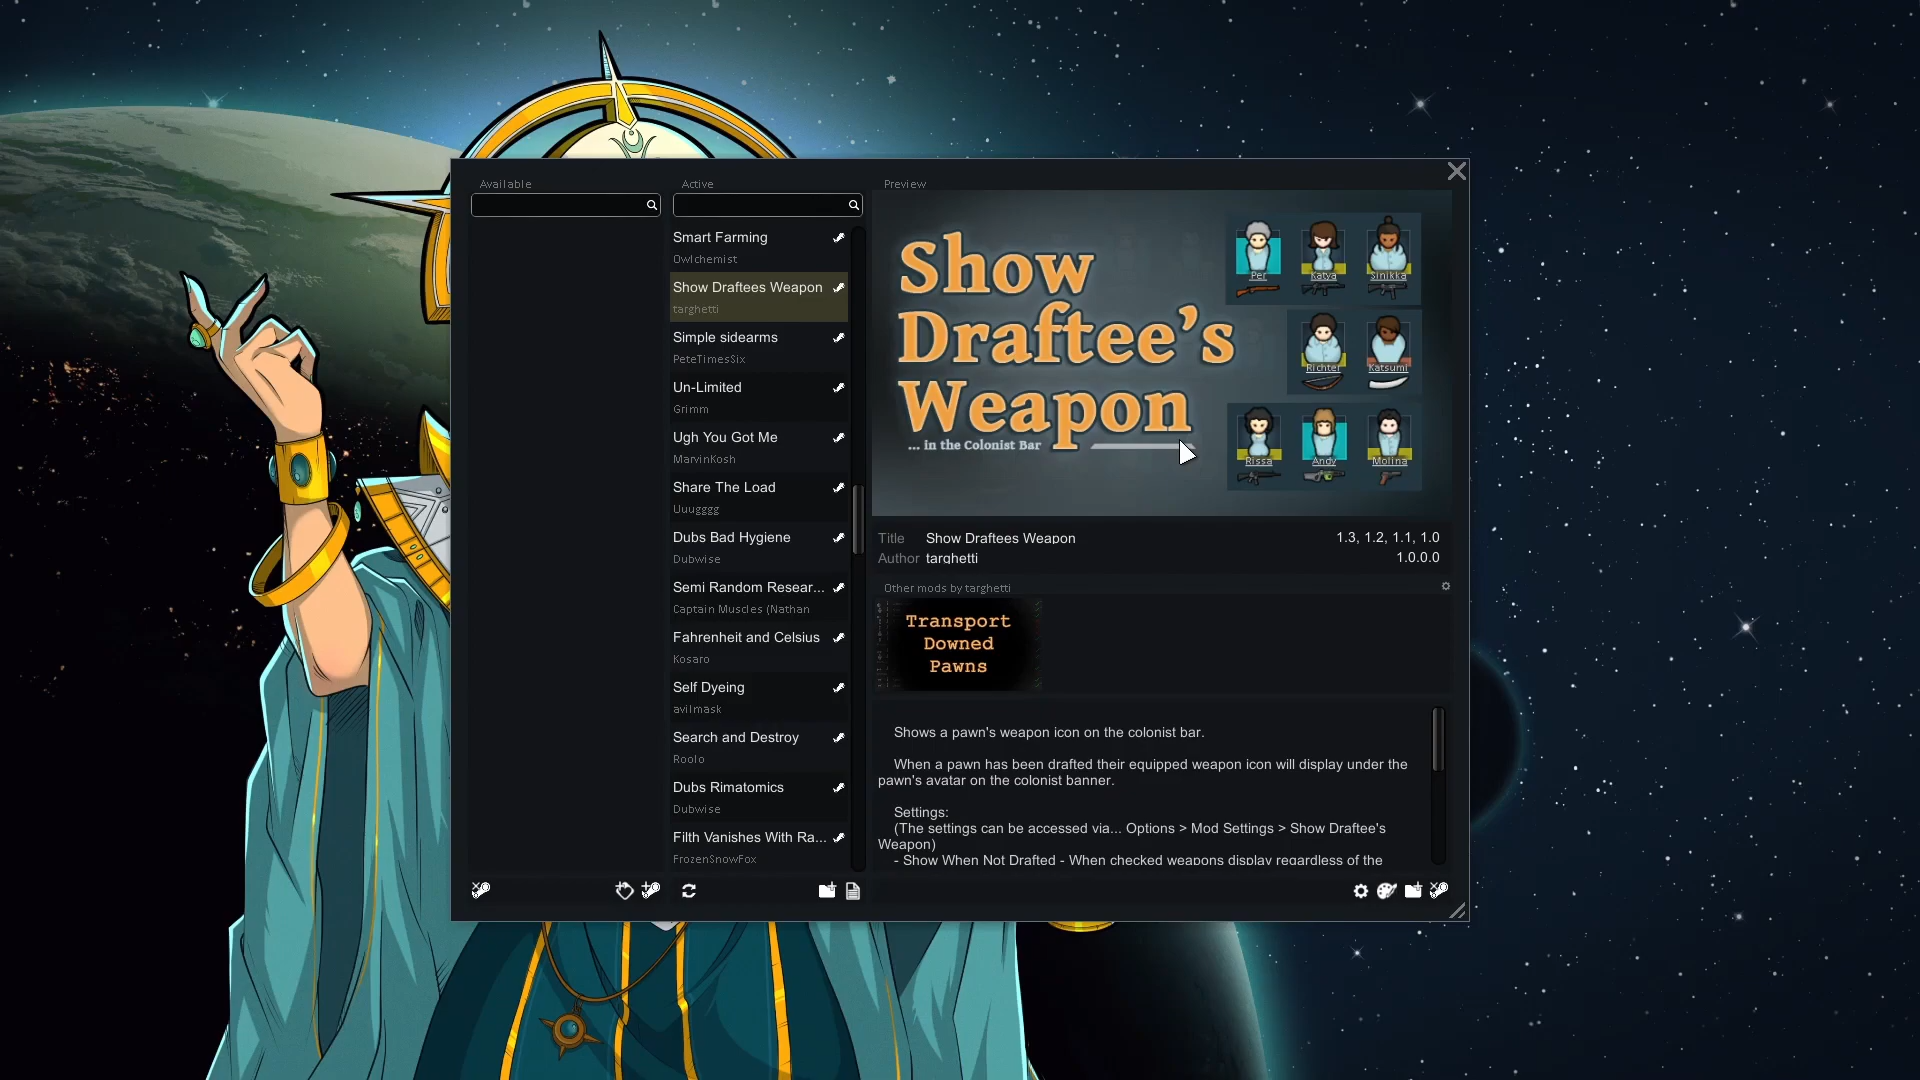 Available
Active
Preview
Smart Farming
Owlchemist
Show Draftees Weapon
targhetti
Simple sidearms
PeteTimesSix
Un-Limited
Grimm
Ugh You Got Me
MarvinKosh
Share The Load
Uuugggg
Dubs Bad Hygiene
Dubwise
Semi Random Resear...
Captain Muscles (Nathan
Fahrenheit and Celsius
Kosaro
Self Dyeing
avilmask
Search and Destroy
Roolo
Dubs Rimatomics
Dubwise
Filth Vanishes With Ra...
FrozenSnowFox
Show
Draftee's
Weapon
... in the Colonist Bar
Per
Katya
Sinikka
Richter
Katsumi
Rissa
Andy
Molina
Title Show Draftees Weapon 1.3, 1.2, 1.1, 1.0
Author targhetti 1.0.0.0
Other mods by targhetti
Transport
Downed
Pawns
Shows a pawn's weapon icon on the colonist bar.
When a pawn has been drafted their equipped weapon icon will display under the
pawn's avatar on the colonist banner.
Settings:
(The settings can be accessed via... Options > Mod Settings > Show Draftee's
Weapon)
- Show When Not Drafted - When checked weapons display regardless of the